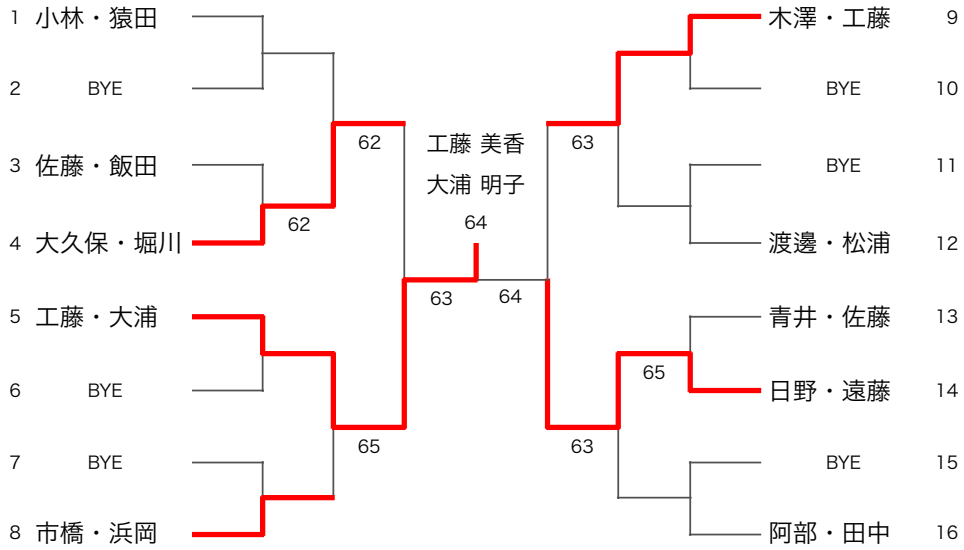 1 小林・猿田
2 BYE
62
3 佐藤・飯田
62
4 大久保・堀川
63
5 工藤・大浦
6 BYE
65
7 BYE
8 市橋・浜岡
工藤 美香
大浦 明子
64
木澤・工藤 9
BYE 10
63
BYE 11
渡邊・松浦 12
64
青井・佐藤 13
65
日野・遠藤 14
63
BYE 15
阿部・田中 16